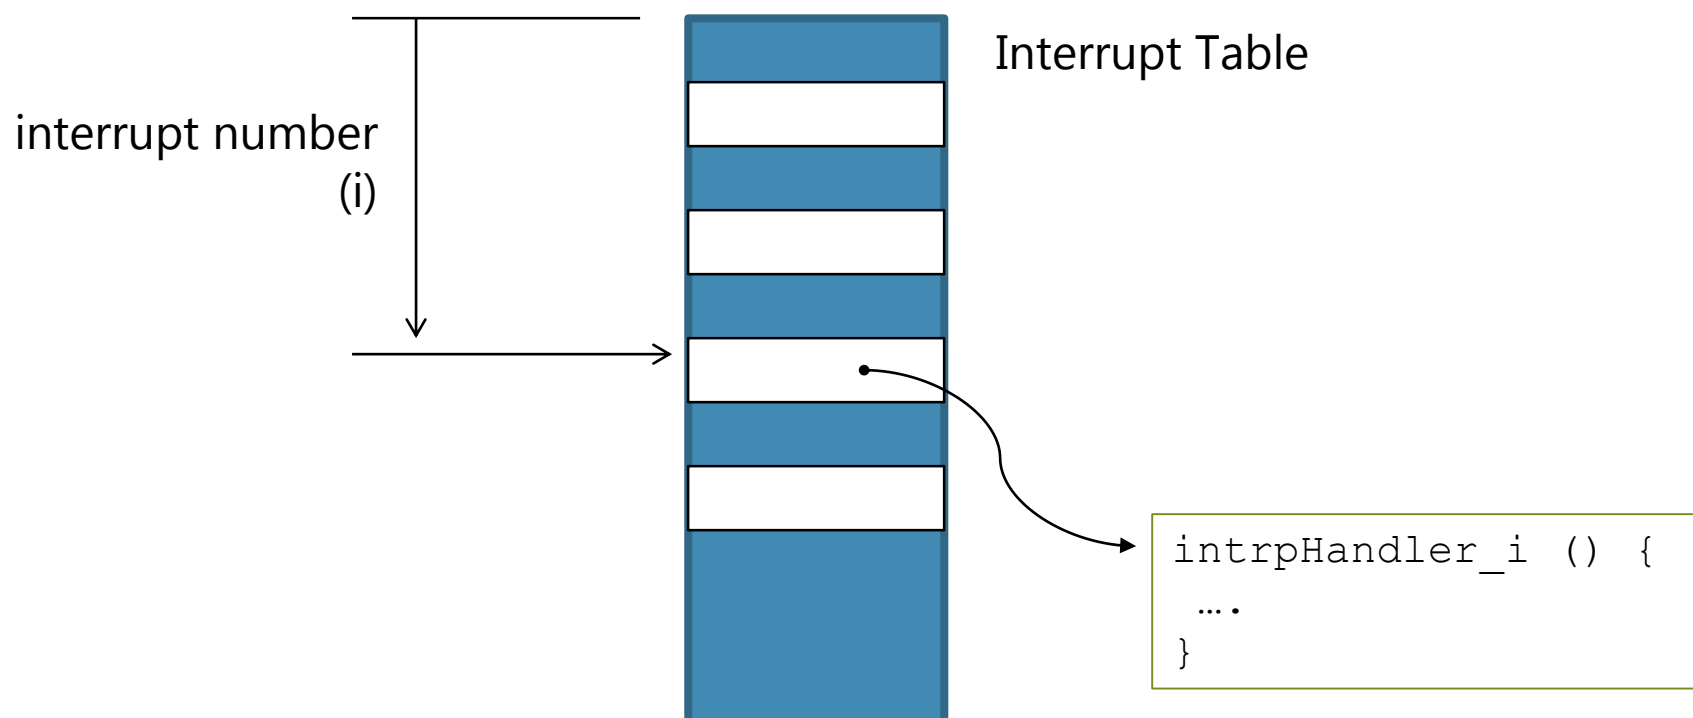 Interrupt Table
interrupt number
(i)
intrpHandler_i () {
….
}